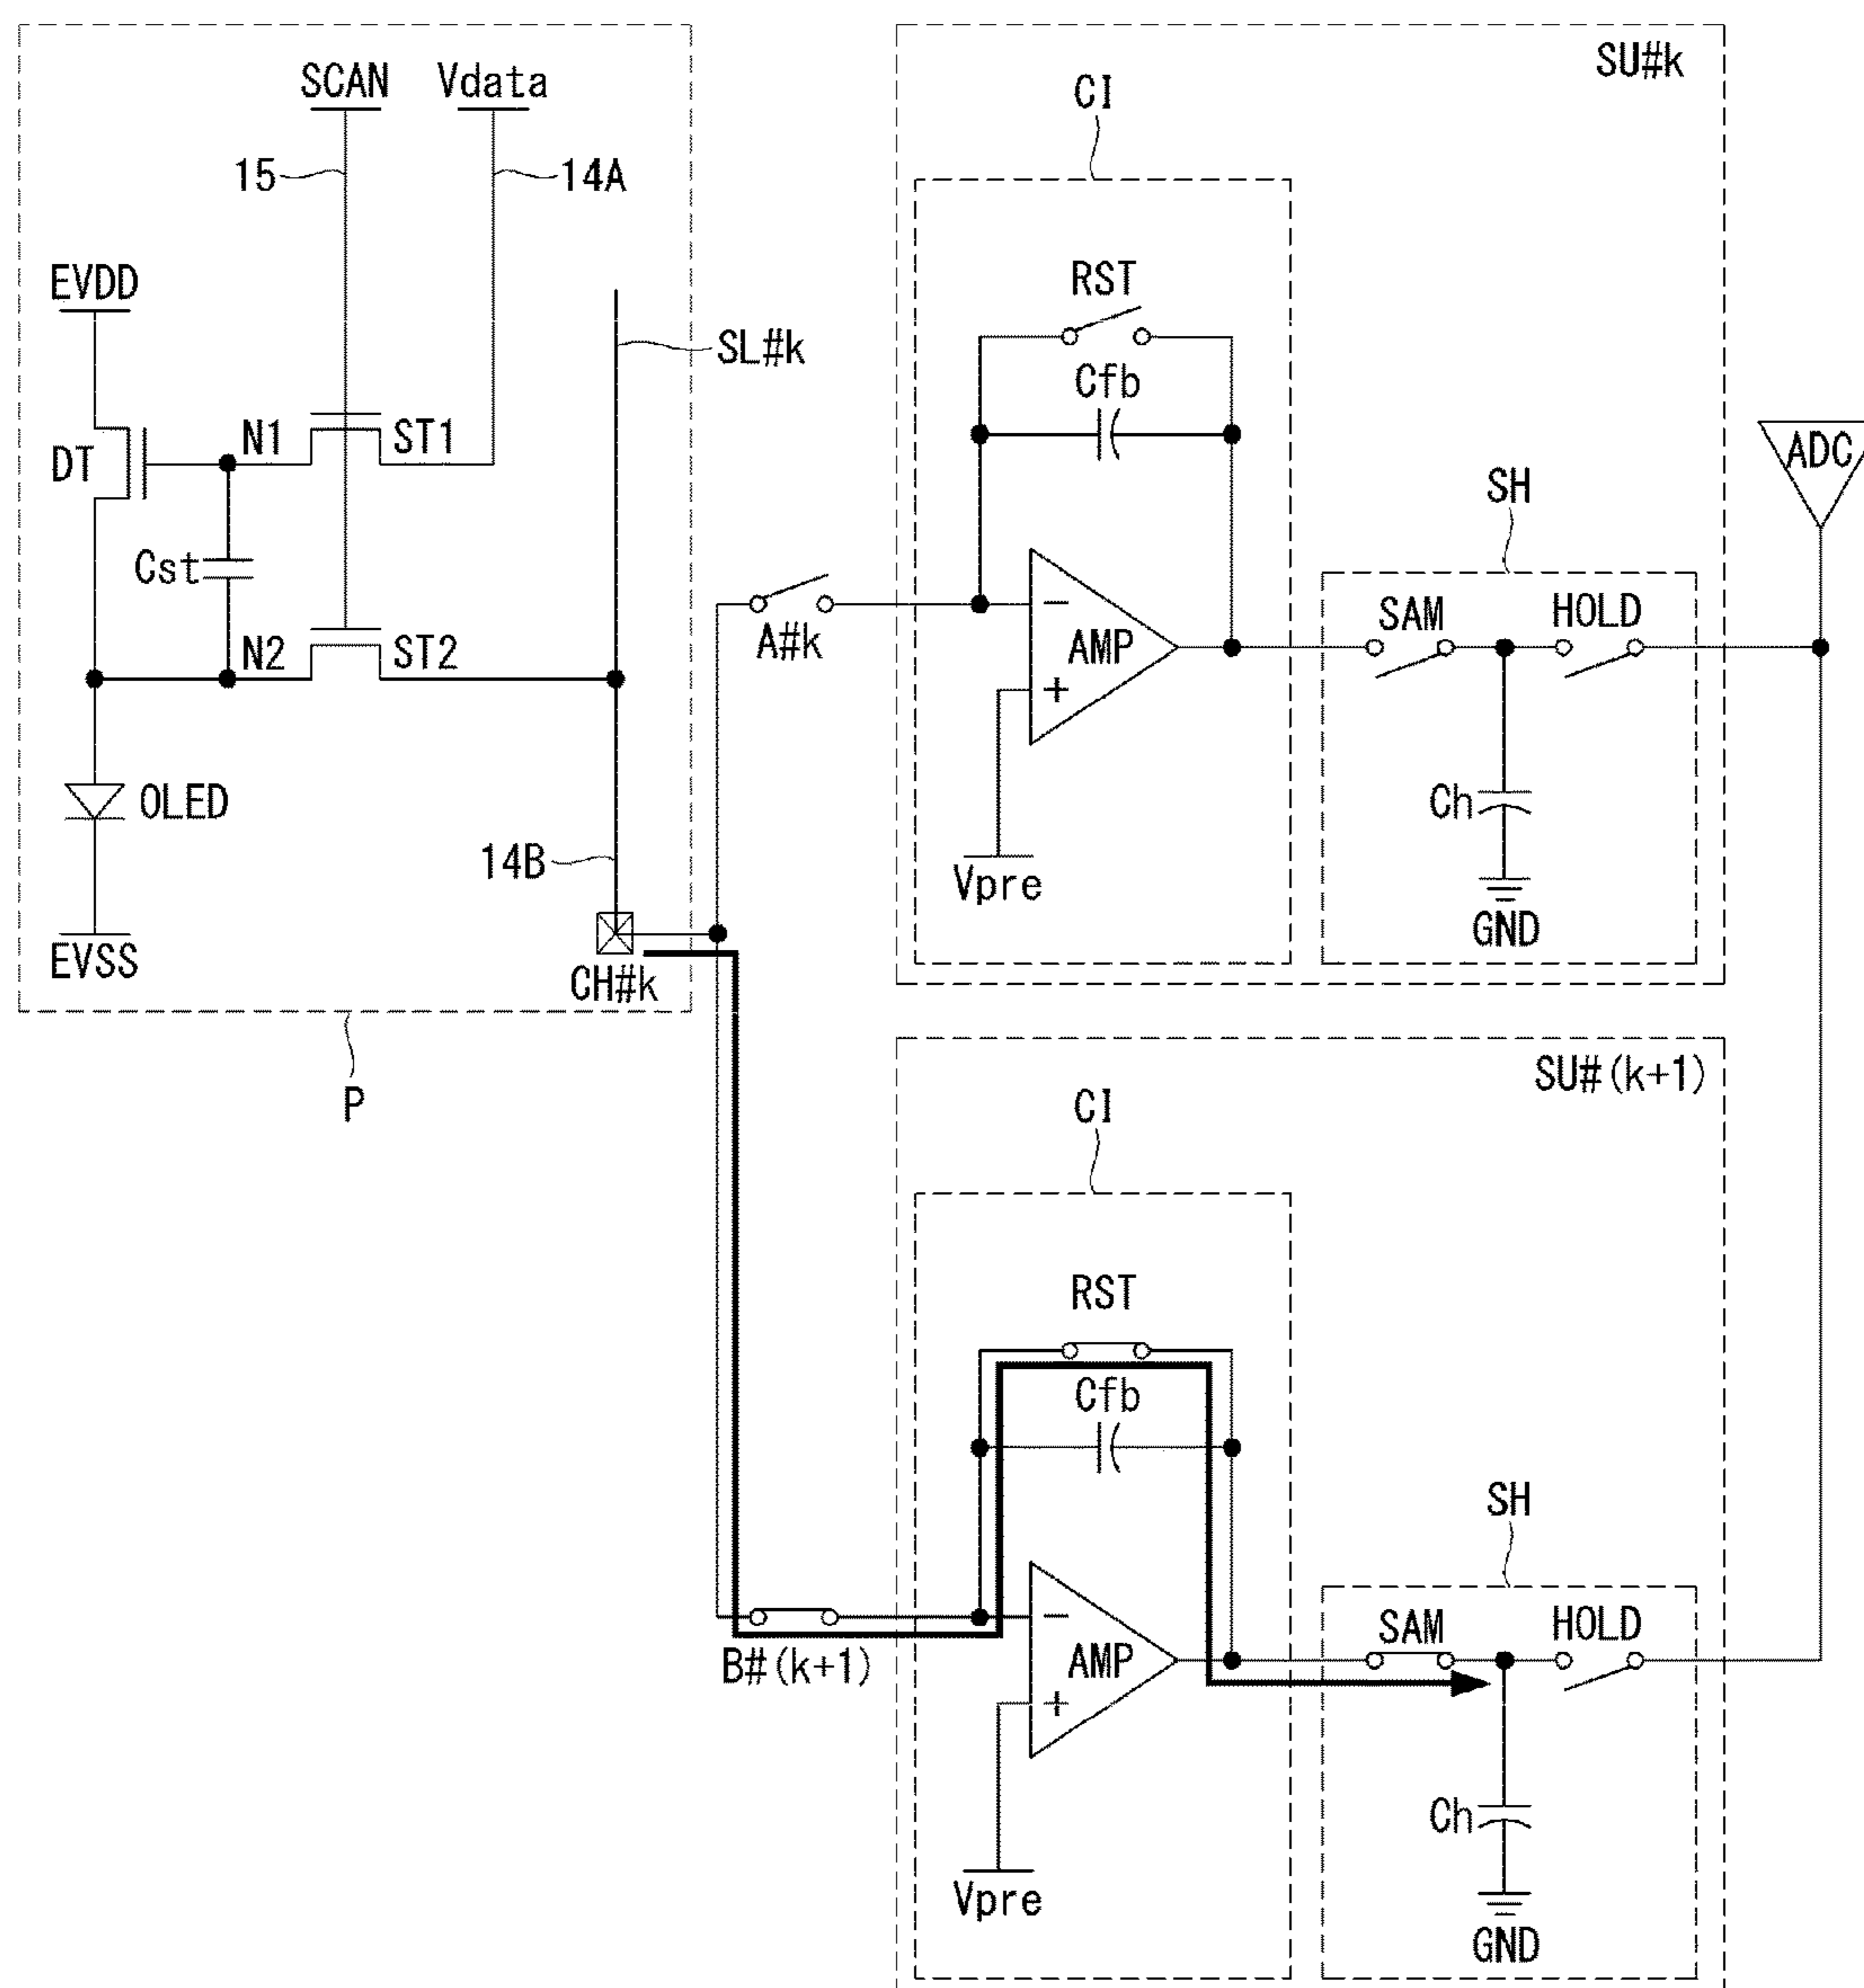 SU#k
SCAN Vdata
CI
15 14A
EVDD
RST
SL#k
Cfb
N1 ST1
DT
ADC
SH
Cst
−
SAM HOLD
A#k
AMP
N2 ST2
+
OLED
Ch
14B
Vpre
GND
EVSS
CH#k
P
SU#(k+1)
CI
RST
Cfb
SH
−
SAM HOLD
B#(k+1)
AMP
+
Ch
Vpre
GND